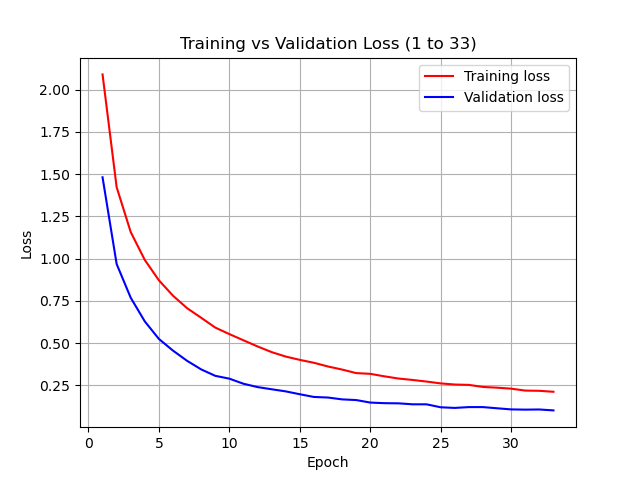 Training vs Validation Loss (1 to 33)
Training loss
Validation loss
2.00
1.75
1.50
1.25
1.00
0.75
0.50
0.25
Loss
0 5 10 15 20 25 30
Epoch